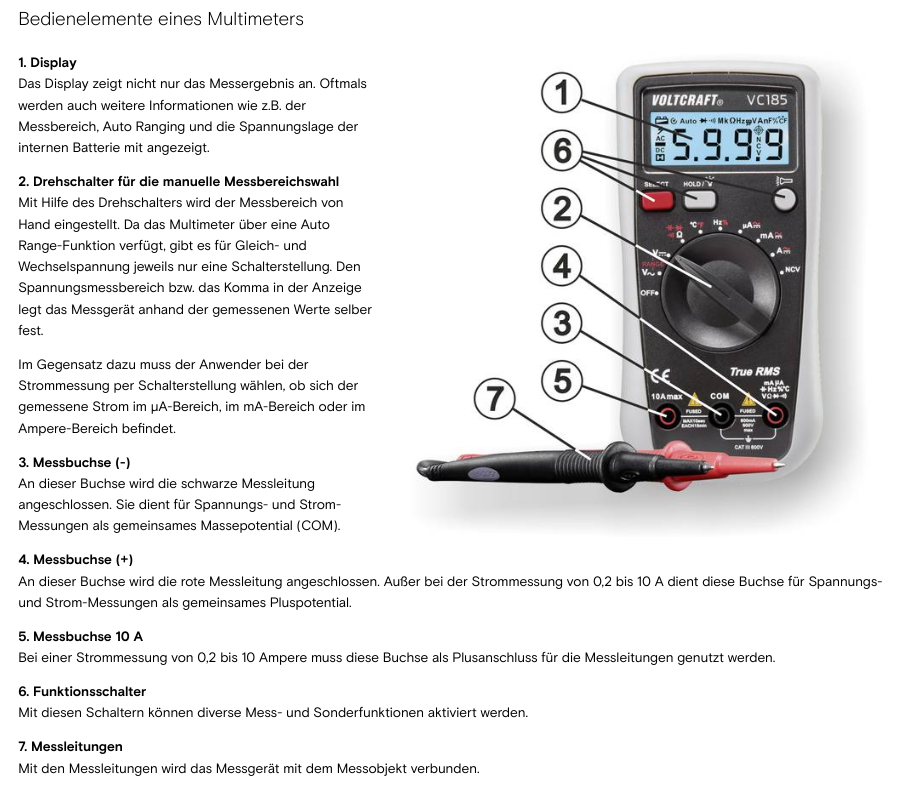 Bedienelemente eines Multimeters
1. Display
Das Display zeigt nicht nur das Messergebnis an. Oftmals
werden auch weitere Informationen wie z.B. der
Messbereich, Auto Ranging und die Spannungslage der
internen Batterie mit angezeigt.
2. Drehschalter für die manuelle Messbereichswahl
Mit Hilfe des Drehschalters wird der Messbereich von
Hand eingestellt. Da das Multimeter über eine Auto
Range-Funktion verfügt, gibt es für Gleich- und
Wechselspannung jeweils nur eine Schalterstellung. Den
Spannungsmessbereich bzw. das Komma in der Anzeige
legt das Messgerät anhand der gemessenen Werte selber
fest.
Im Gegensatz dazu muss der Anwender bei der
Strommessung per Schalterstellung wählen, ob sich der
gemessene Strom im µA-Bereich, im mA-Bereich oder im
Ampere-Bereich befindet.
3. Messbuchse (-)
An dieser Buchse wird die schwarze Messleitung
angeschlossen. Sie dient für Spannungs- und Strom-
Messungen als gemeinsames Massepotential (COM).
4. Messbuchse (+)
An dieser Buchse wird die rote Messleitung angeschlossen. Außer bei der Strommessung von 0,2 bis 10 A dient diese Buchse für Spannungs-
und Strom-Messungen als gemeinsames Pluspotential.
5. Messbuchse 10 A
Bei einer Strommessung von 0,2 bis 10 Ampere muss diese Buchse als Plusanschluss für die Messleitungen genutzt werden.
6. Funktionsschalter
Mit diesen Schaltern können diverse Mess- und Sonderfunktionen aktiviert werden.
7. Messleitungen
Mit den Messleitungen wird das Messgerät mit dem Messobjekt verbunden.
1
6
2
4
3
5
7
VOLTCRAFT® VC185
Auto
AC
DC
5.9.9.9
NCV
SELECT HOLD/
°C Hz% µA
Ω
mA
V
A
RANGE
V~
NCV
OFF
True RMS
CE
10A max COM
mA µA
Hz%°C
FUSED FUSED
CAT III 600V